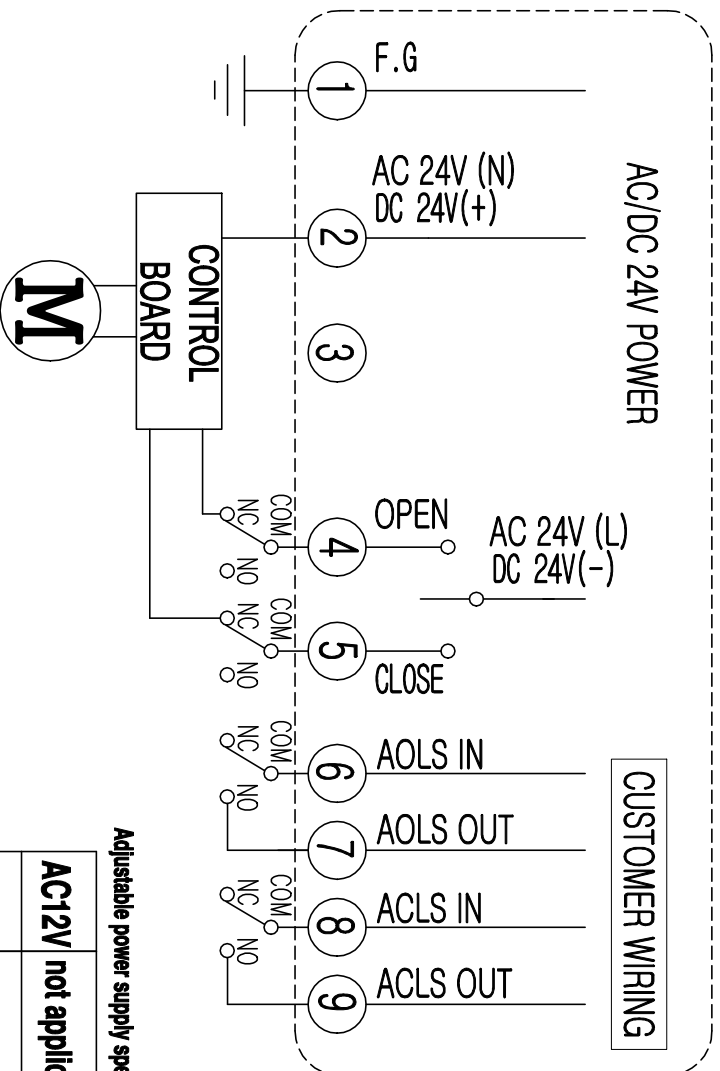 F.G
AC 24V (N)
DC 24V(+)
AC/DC 24V POWER
1
2
3
CONTROL
BOARD
M
OPEN
AC 24V (L)
DC 24V(-)
4
COM
NC
NO
CLOSE
5
COM
NC
NO
CUSTOMER WIRING
AOLS IN
6
COM
NC
NO
AOLS OUT
7
ACLS IN
8
COM
NC
NO
ACLS OUT
9
Adjustable power supply spe
AC12V not applic